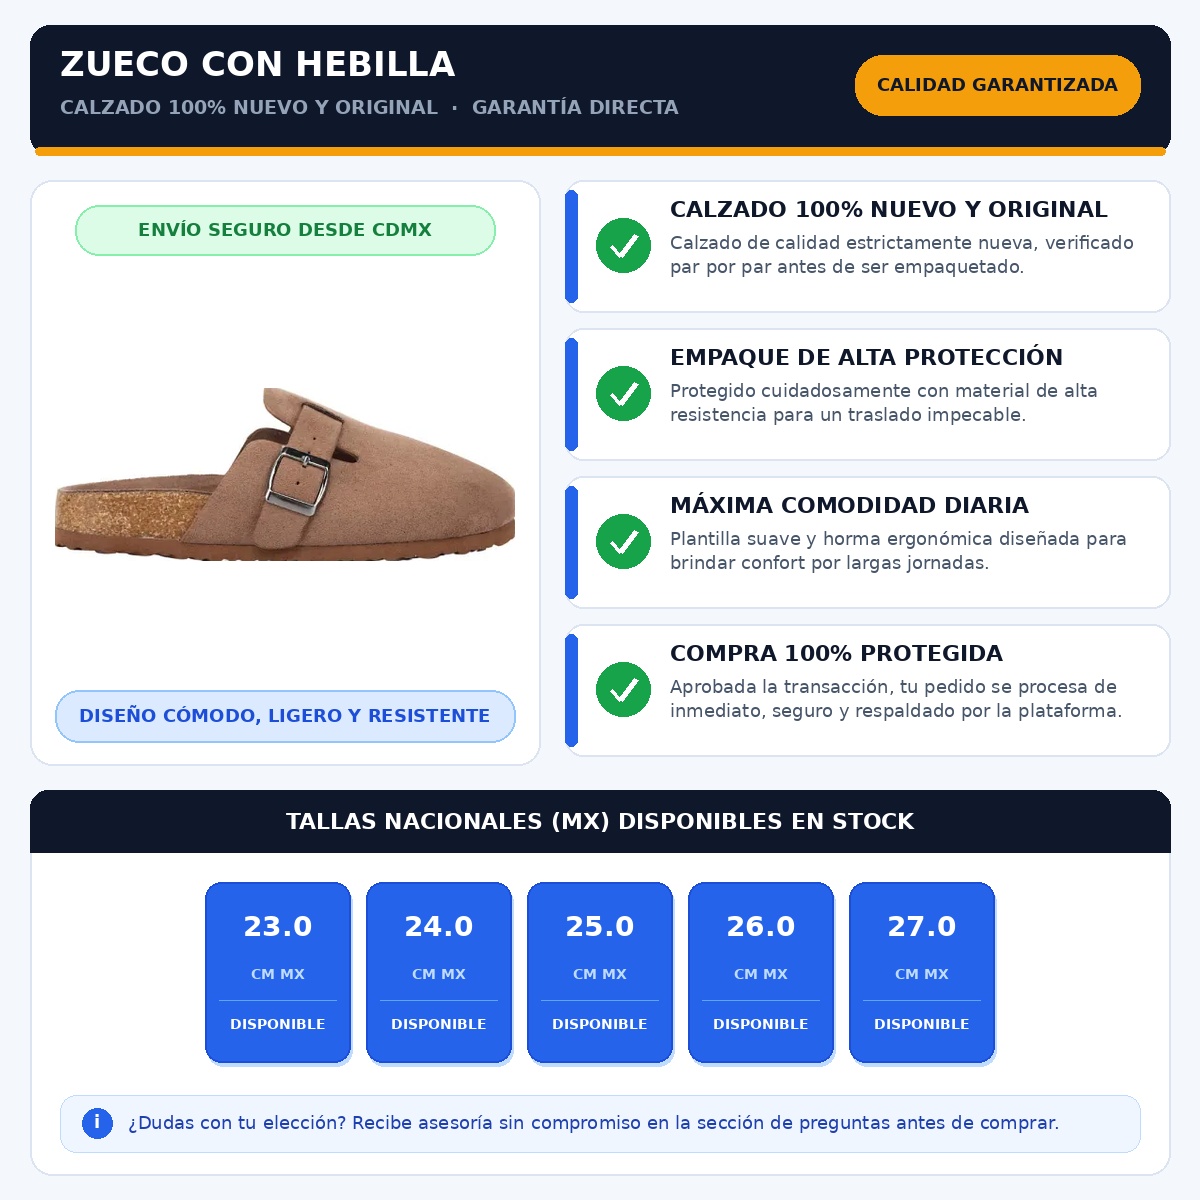 ZUECO CON HEBILLA
CALZADO 100% NUEVO Y ORIGINAL · GARANTÍA DIRECTA
CALIDAD GARANTIZADA
ENVÍO SEGURO DESDE CDMX
DISEÑO CÓMODO, LIGERO Y RESISTENTE
CALZADO 100% NUEVO Y ORIGINAL
Calzado de calidad estrictamente nueva, verificado
par por par antes de ser empaquetado.
EMPAQUE DE ALTA PROTECCIÓN
Protegido cuidadosamente con material de alta
resistencia para un traslado impecable.
MÁXIMA COMODIDAD DIARIA
Plantilla suave y horma ergonómica diseñada para
brindar confort por largas jornadas.
COMPRA 100% PROTEGIDA
Aprobada la transacción, tu pedido se procesa de
inmediato, seguro y respaldado por la plataforma.
TALLAS NACIONALES (MX) DISPONIBLES EN STOCK
23.0
CM MX
DISPONIBLE
24.0
CM MX
DISPONIBLE
25.0
CM MX
DISPONIBLE
26.0
CM MX
DISPONIBLE
27.0
CM MX
DISPONIBLE
i ¿Dudas con tu elección? Recibe asesoría sin compromiso en la sección de preguntas antes de comprar.